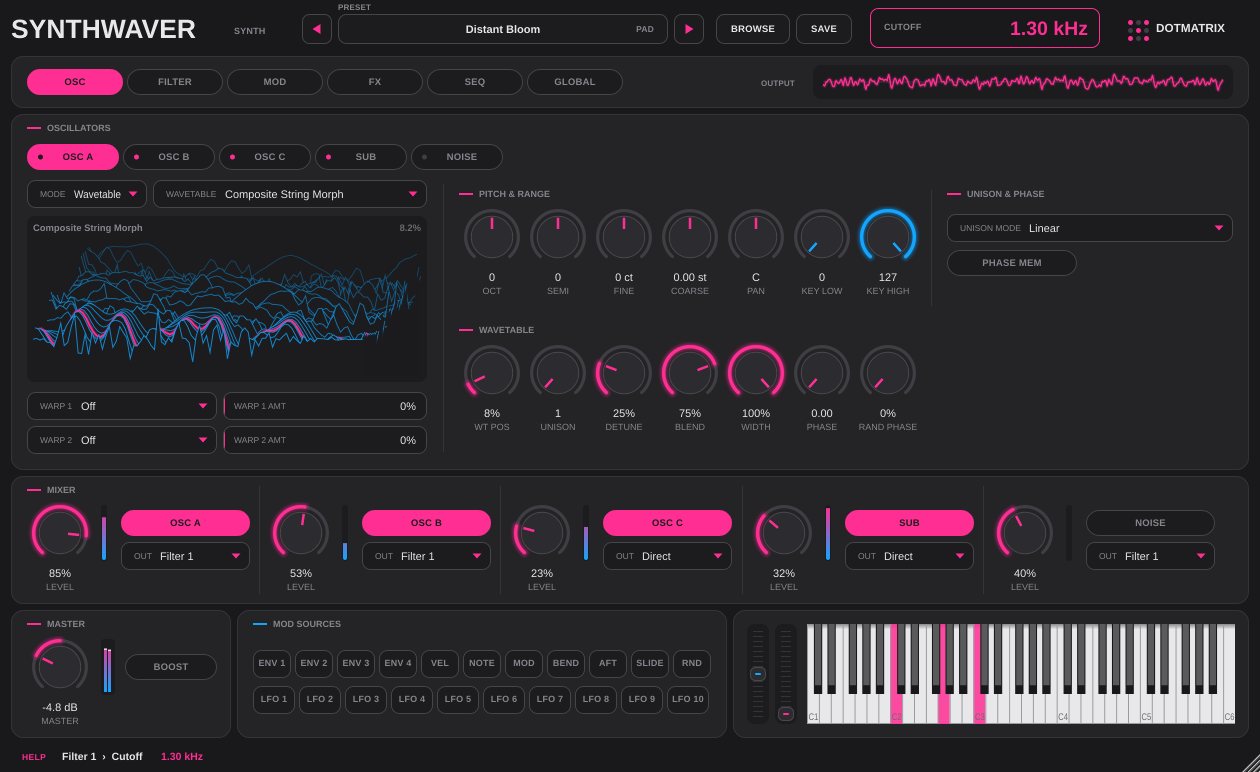 SYNTHWAVER
SYNTH
PRESET
Distant Bloom PAD
BROWSE
SAVE
CUTOFF 1.30 kHz
DOTMATRIX
OSC FILTER MOD FX SEQ GLOBAL
OUTPUT
OSCILLATORS
OSC A OSC B OSC C SUB NOISE
MODE Wavetable WAVETABLE Composite String Morph
Composite String Morph 8.2%
WARP 1 Off WARP 1 AMT 0%
WARP 2 Off WARP 2 AMT 0%
PITCH & RANGE
0 0 0 ct 0.00 st C 0 127
OCT SEMI FINE COARSE PAN KEY LOW KEY HIGH
WAVETABLE
8% 1 25% 75% 100% 0.00 0%
WT POS UNISON DETUNE BLEND WIDTH PHASE RAND PHASE
UNISON & PHASE
UNISON MODE Linear
PHASE MEM
MIXER
OSC A OSC B OSC C SUB NOISE
OUT Filter 1 OUT Filter 1 OUT Direct OUT Direct OUT Filter 1
85% 53% 23% 32% 40%
LEVEL LEVEL LEVEL LEVEL LEVEL
MASTER
BOOST
-4.8 dB
MASTER
MOD SOURCES
ENV 1 ENV 2 ENV 3 ENV 4 VEL NOTE MOD BEND AFT SLIDE RND
LFO 1 LFO 2 LFO 3 LFO 4 LFO 5 LFO 6 LFO 7 LFO 8 LFO 9 LFO 10
C1 C2 C3 C4 C5 C6
HELP Filter 1 › Cutoff 1.30 kHz